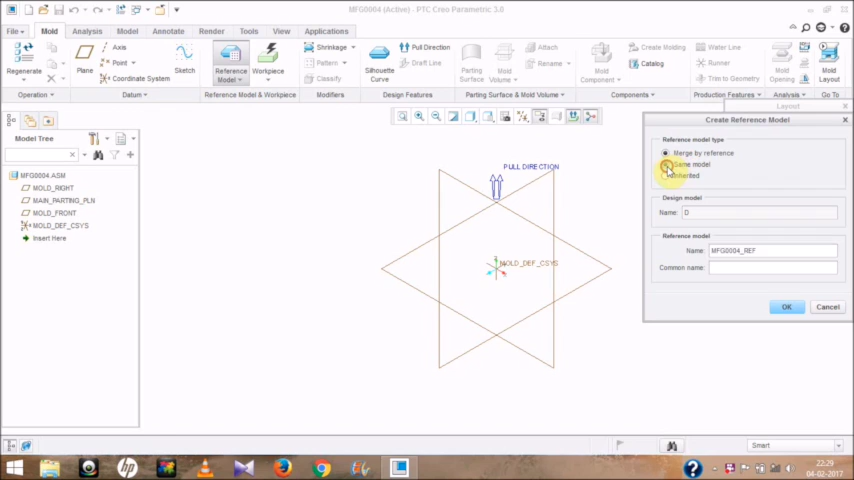 MFG0004 (Active) - PTC Creo Parametric 3.0
File Mold Analysis Model Annotate Render Tools View Applications
Regenerate
Plane
Axis
Point
Coordinate System
Sketch
Reference Model
Workpiece
Shrinkage
Pattern
Classify
Silhouette Curve
Pull Direction
Draft Line
Parting Surface
Mold Volume
Attach
Rename
Mold Component
Create Molding
Catalog
Water Line
Runner
Trim to Geometry
Mold Opening
Mold Layout
Operation Datum Reference Model & Workpiece Modifiers Design Features Parting Surface & Mold Volume Components Production Features Analysis Go To
Layout
Model Tree
MFG0004.ASM
MOLD_RIGHT
MAIN_PARTING_PLN
MOLD_FRONT
MOLD_DEF_CSYS
Insert Here
PULL DIRECTION
MOLD_DEF_CSYS
Create Reference Model
Reference model type
Merge by reference
Same model
Inherited
Design model
Name: D
Reference model
Name: MFG0004_REF
Common name:
OK Cancel
Smart
22:29
04-02-2017